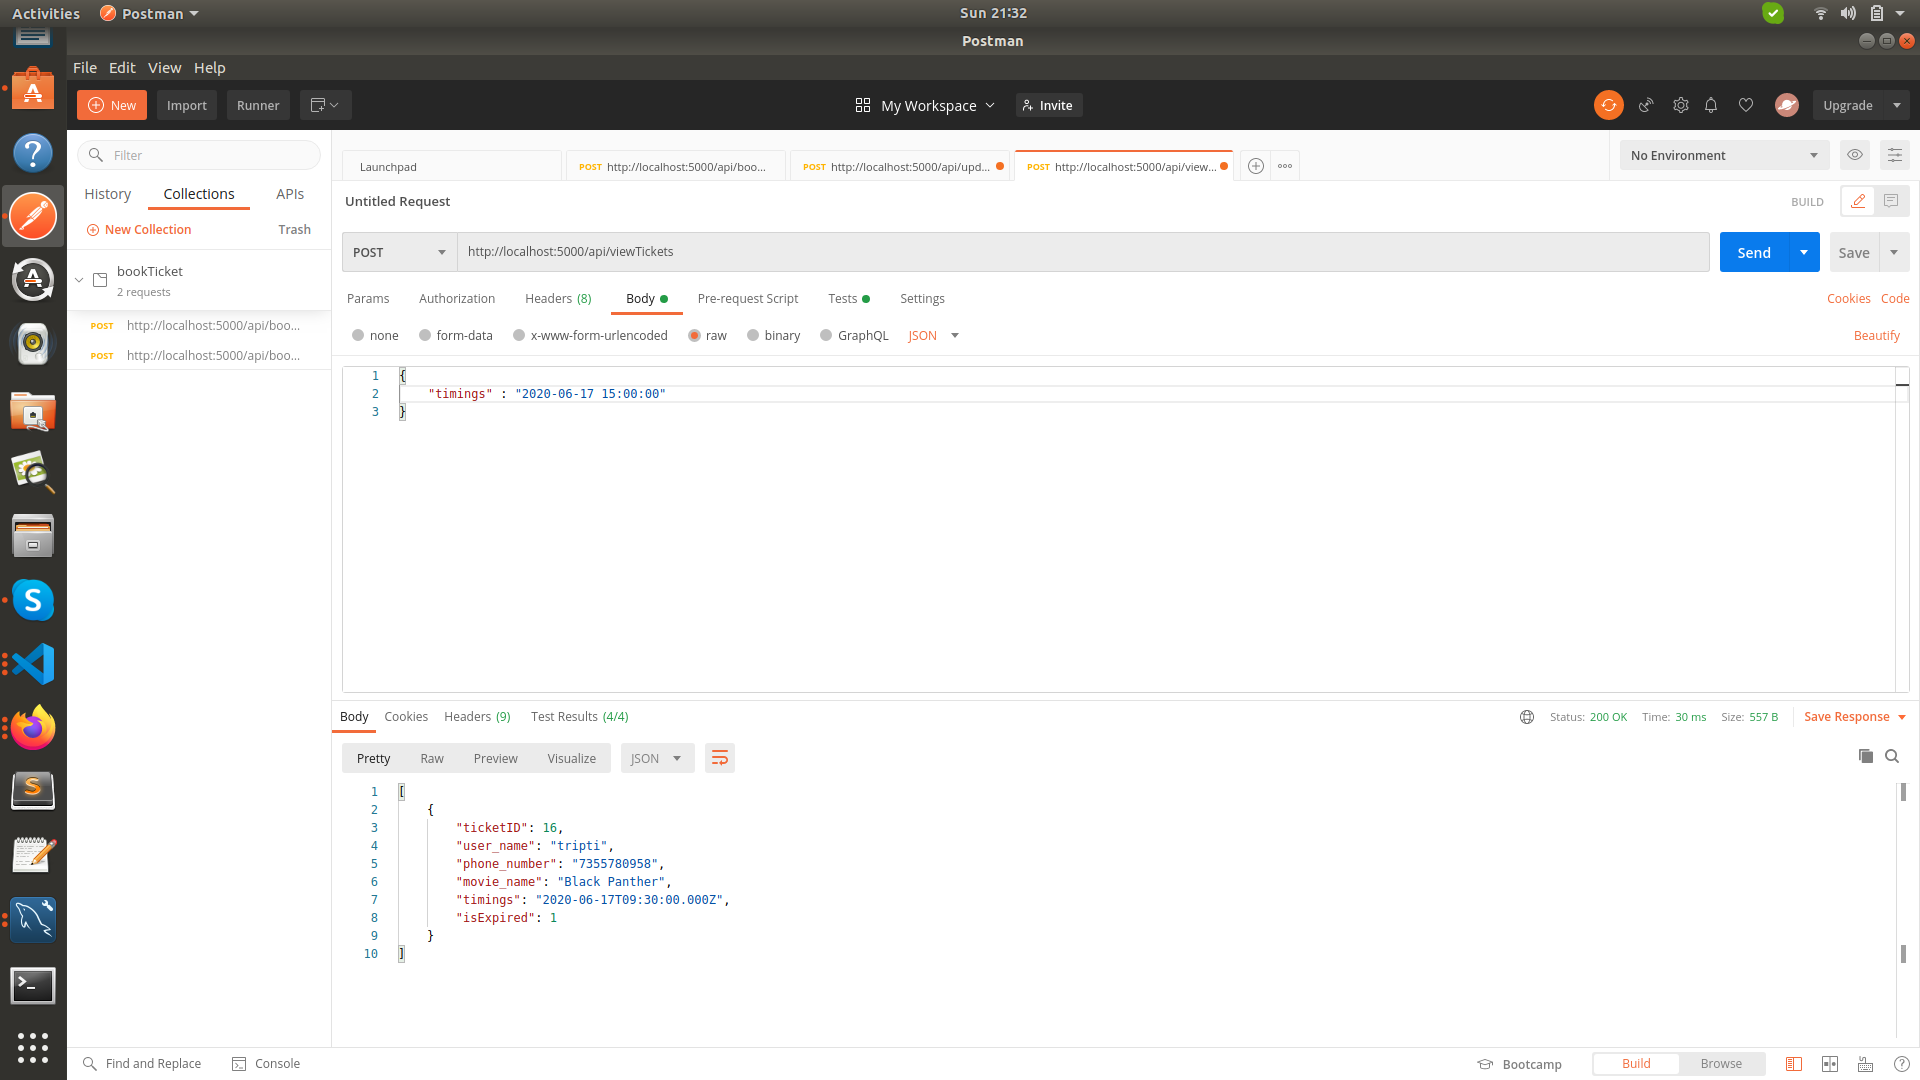 Activities Postman Sun 21:32
Postman
File Edit View Help
New Import Runner My Workspace Invite Upgrade
Filter
History Collections APIs
New Collection Trash
bookTicket
2 requests
POST http://localhost:5000/api/boo...
POST http://localhost:5000/api/boo...
Launchpad POST http://localhost:5000/api/boo... POST http://localhost:5000/api/upd... POST http://localhost:5000/api/view... No Environment
Untitled Request BUILD
POST http://localhost:5000/api/viewTickets Send Save
Params Authorization Headers (8) Body Pre-request Script Tests Settings Cookies Code
none form-data x-www-form-urlencoded raw binary GraphQL JSON Beautify
1 {
2 "timings" : "2020-06-17 15:00:00"
3 }
Body Cookies Headers (9) Test Results (4/4) Status: 200 OK Time: 30 ms Size: 557 B Save Response
Pretty Raw Preview Visualize JSON
1 [
2 {
3 "ticketID": 16,
4 "user_name": "tripti",
5 "phone_number": "7355780958",
6 "movie_name": "Black Panther",
7 "timings": "2020-06-17T09:30:00.000Z",
8 "isExpired": 1
9 }
10 ]
Find and Replace Console Bootcamp Build Browse